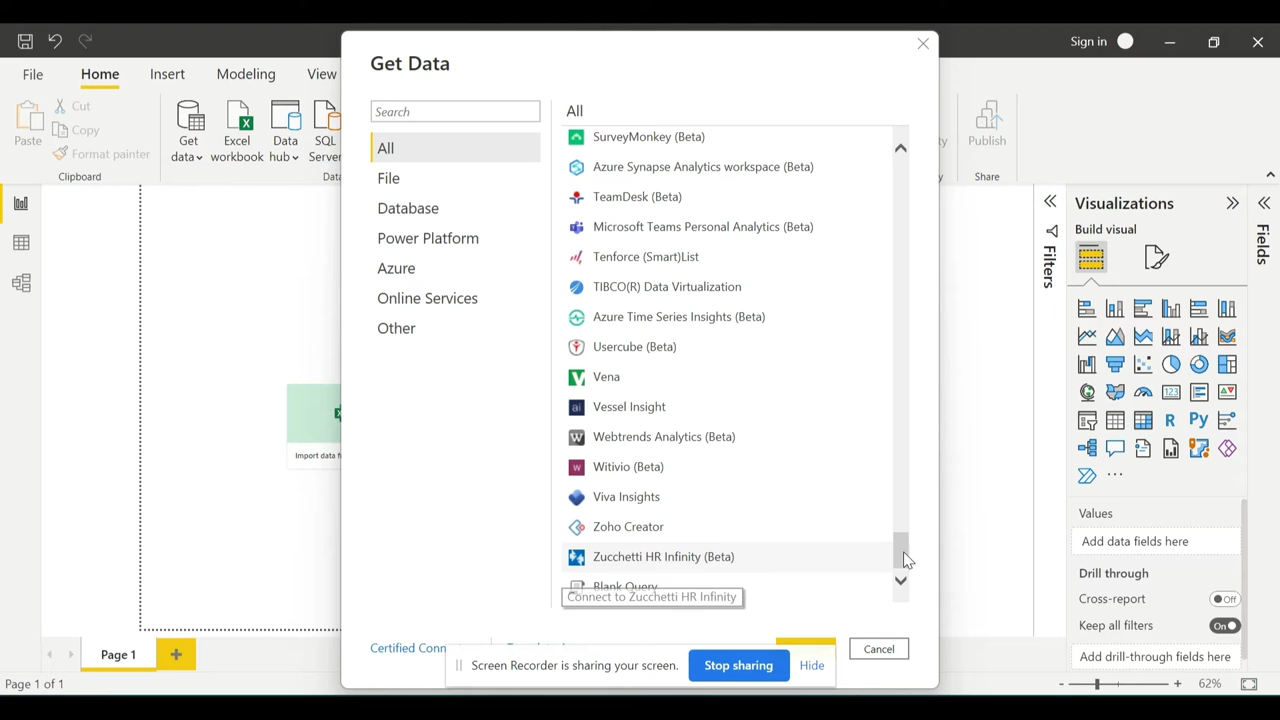 Sign in
File
Home
Insert
Modeling
View
Paste
Cut
Copy
Format painter
Clipboard
Get data
Excel workbook
Data hub
SQL Server
Publish
Share
Get Data
Search
All
File
Database
Power Platform
Azure
Online Services
Other
All
SurveyMonkey (Beta)
Azure Synapse Analytics workspace (Beta)
TeamDesk (Beta)
Microsoft Teams Personal Analytics (Beta)
Tenforce (Smart)List
TIBCO(R) Data Virtualization
Azure Time Series Insights (Beta)
Usercube (Beta)
Vena
Vessel Insight
Webtrends Analytics (Beta)
Witivio (Beta)
Viva Insights
Zoho Creator
Zucchetti HR Infinity (Beta)
Blank Query
Connect to Zucchetti HR Infinity
Cancel
Screen Recorder is sharing your screen.
Stop sharing
Hide
Import data
Filters
Visualizations
Build visual
R
Py
Values
Add data fields here
Drill through
Cross-report
Off
Keep all filters
On
Add drill-through fields here
Fields
Page 1
Page 1 of 1
62%